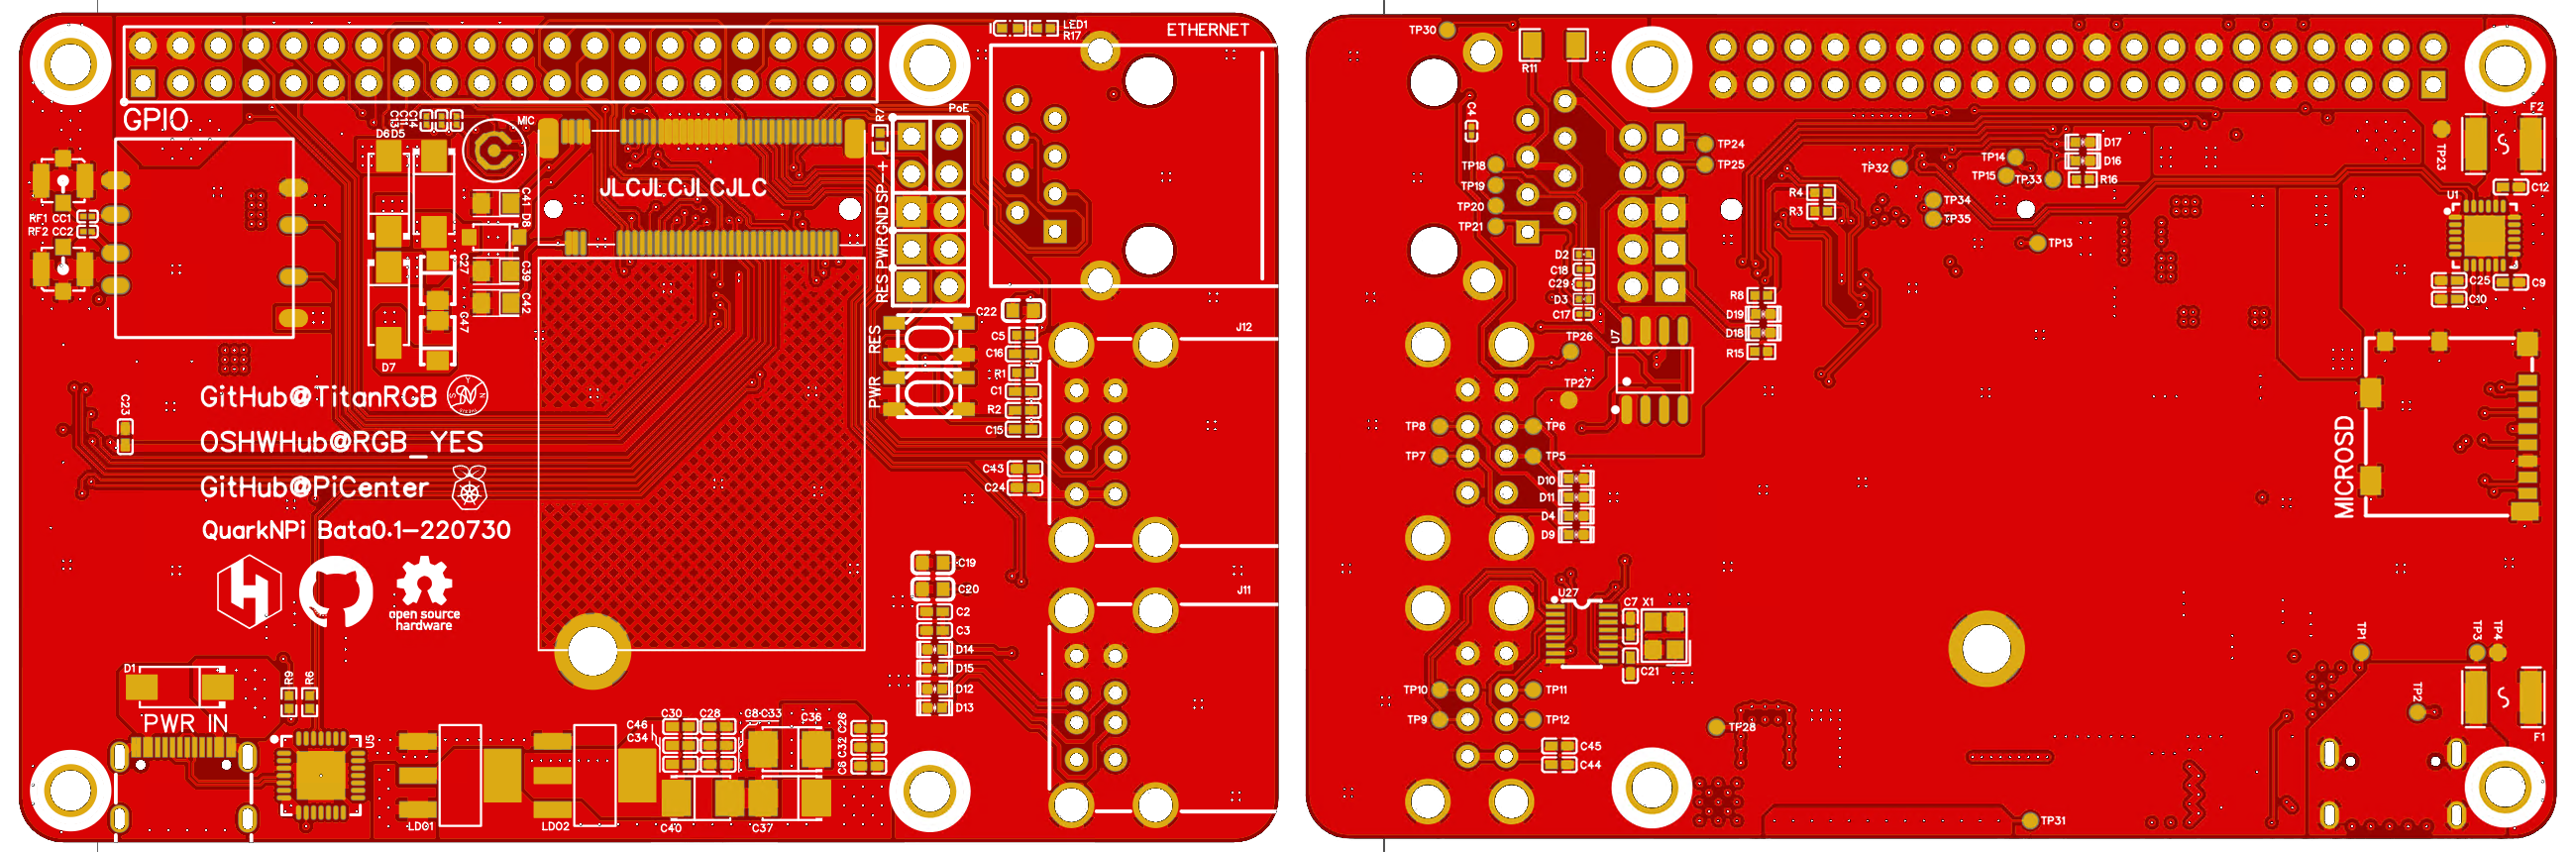 LED1
R17
ETHERNET
GPIO
C13
C11
C14
D6
D5
MIC
R7
PoE
JLCJLCJLCJLC
SP-+
GND
PWR
RES
RF1 CC1
RF2 CC2
C41
D8
C27
C39
C42
C47
D7
C22
C5
C16
R1
C1
R2
C15
C43
C24
RES
PWR
J12
J11
C23
GitHub@TitanRGB
OSHWHub@RGB_YES
GitHub@PiCenter
QuarkNPi Bata0.1-220730
open source
hardware
C19
C20
C2
C3
D14
D15
D12
D13
D1
R9
R6
PWR IN
U5
LDO1
LDO2
C46
C34
C30
C28
C8
C33
C36
C26
C32
C6
C40
C37
TP30
R11
C4
TP18
TP19
TP20
TP21
TP24
TP25
D2
C18
C29
D3
C17
TP26
U7
TP27
R4
R3
R8
D19
D18
R15
TP32
TP14
TP15
TP33
TP34
TP35
TP13
D17
D16
R16
F2
TP23
C12
U1
C25
C10
C9
MICROSD
TP8
TP7
TP6
TP5
D10
D11
D4
D9
U27
C7
X1
C21
TP10
TP9
TP11
TP12
C45
C44
TP28
TP31
TP1
TP3
TP4
TP2
F1